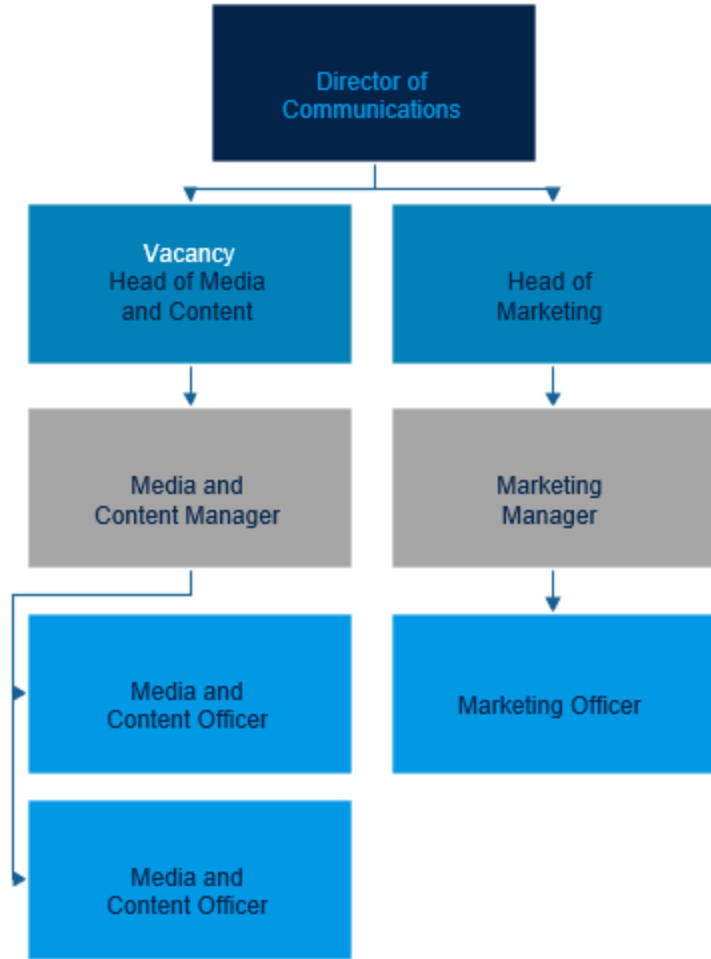 Director of
Communications
Vacancy
Head of Media
and Content
Head of
Marketing
Media and
Content Manager
Marketing
Manager
Media and
Content Officer
Marketing Officer
Media and
Content Officer